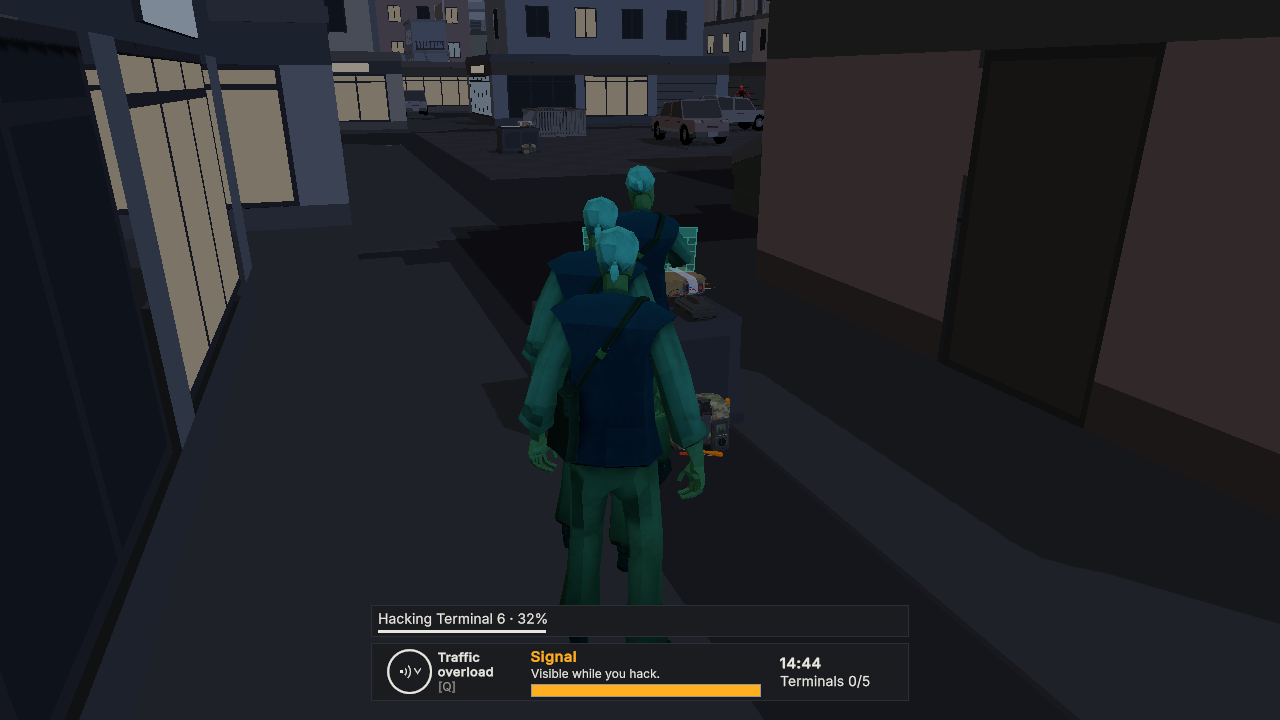 Hacking Terminal 6 · 32%
Traffic
overload
[Q]
Signal
Visible while you hack.
14:44
Terminals 0/5